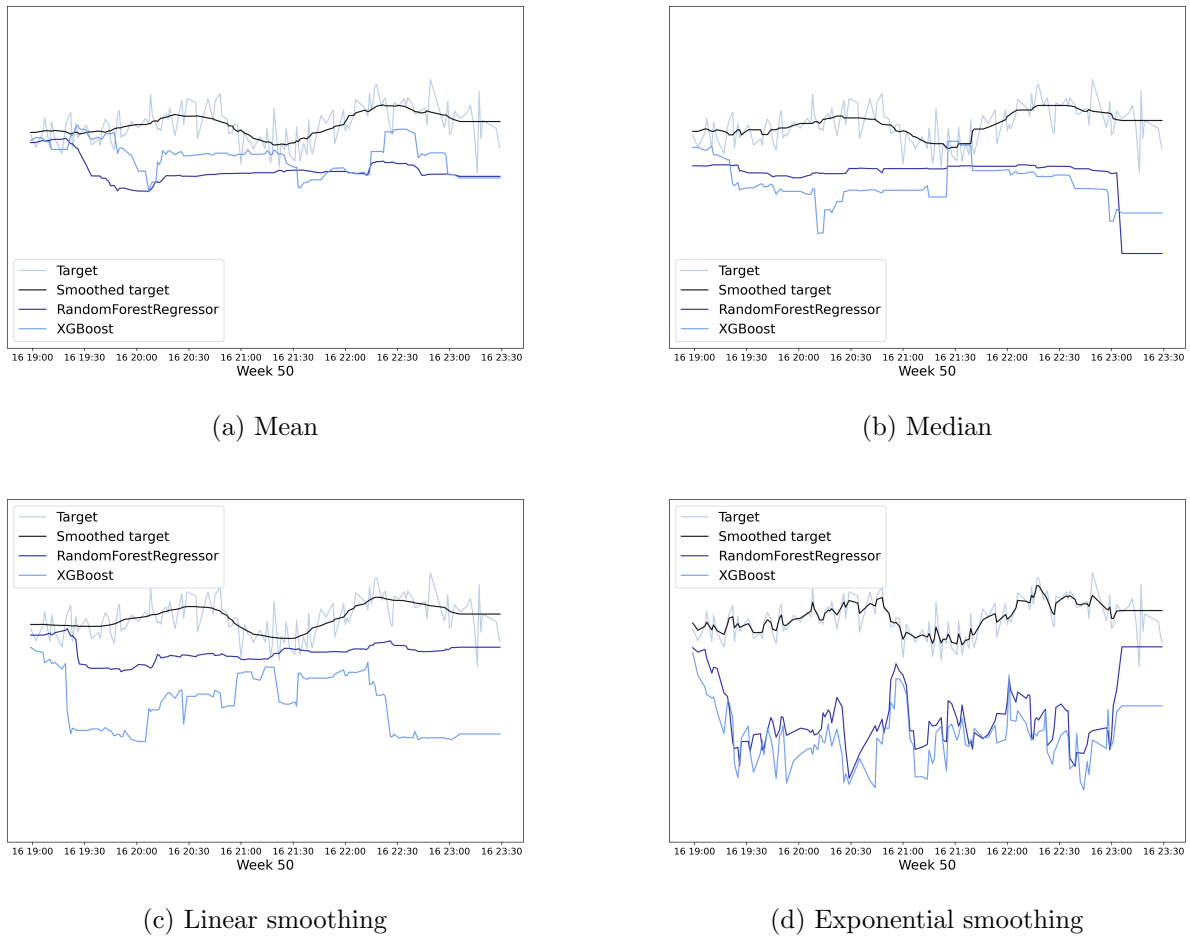 Target
Smoothed target
RandomForestRegressor
XGBoost
16 19:00 16 19:30 16 20:00 16 20:30 16 21:00 16 21:30 16 22:00 16 22:30 16 23:00 16 23:30
Week 50
(a) Mean
Target
Smoothed target
RandomForestRegressor
XGBoost
16 19:00 16 19:30 16 20:00 16 20:30 16 21:00 16 21:30 16 22:00 16 22:30 16 23:00 16 23:30
Week 50
(b) Median
Target
Smoothed target
RandomForestRegressor
XGBoost
16 19:00 16 19:30 16 20:00 16 20:30 16 21:00 16 21:30 16 22:00 16 22:30 16 23:00 16 23:30
Week 50
(c) Linear smoothing
Target
Smoothed target
RandomForestRegressor
XGBoost
16 19:00 16 19:30 16 20:00 16 20:30 16 21:00 16 21:30 16 22:00 16 22:30 16 23:00 16 23:30
Week 50
(d) Exponential smoothing